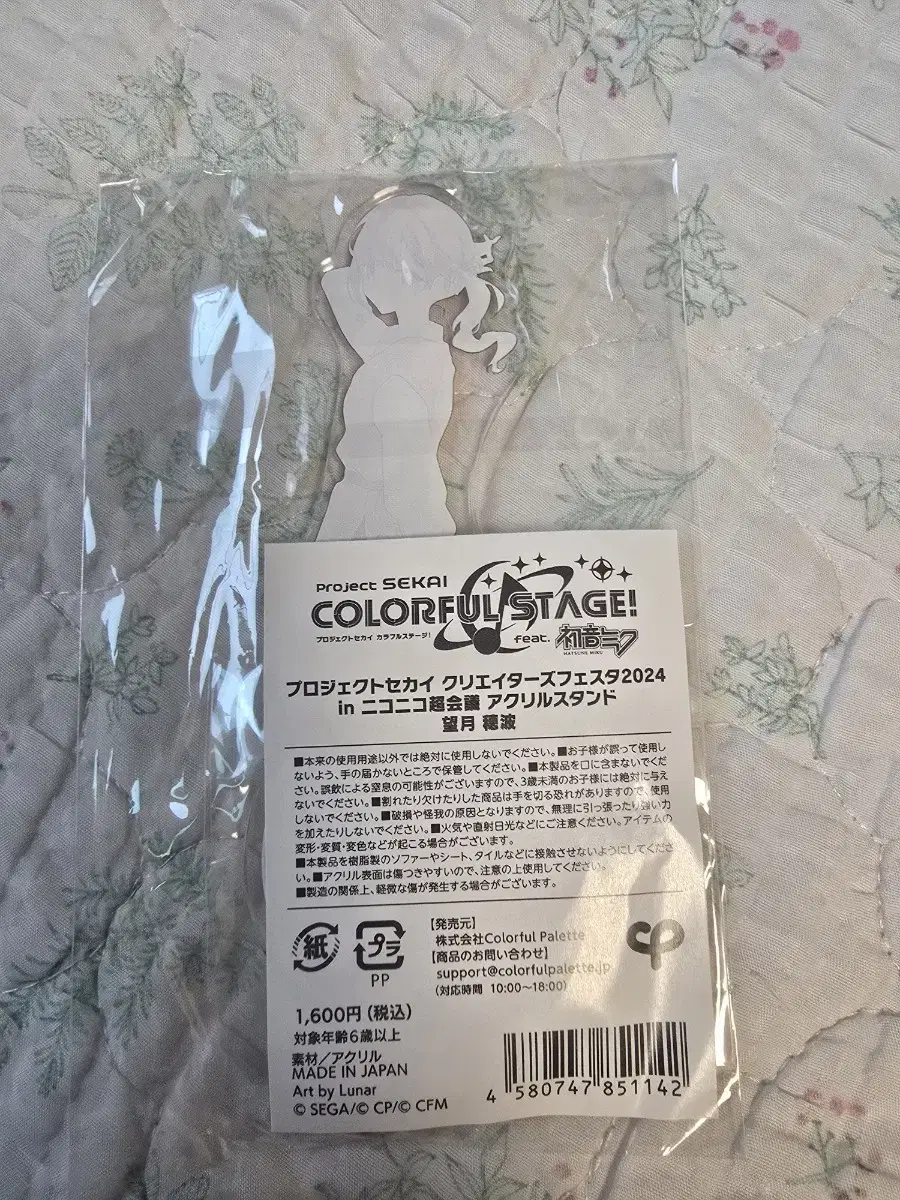 Project SEKAI
COLORFUL STAGE!
プロジェクトセカイ カラフルステージ!
feat. 初音ミク
HATSUNE MIKU
プロジェクトセカイ クリエイターズフェスタ2024
in ニコニコ超会議 アクリルスタンド
望月 穂波
■本来の使用用途以外では絶対に使用しないでください。■お子様が誤って使用し
ないよう、手の届かないところで保管してください。■本製品を口に含まないでくだ
さい。誤飲による窒息の可能性がございますので、3歳未満のお子様には絶対に与え
ないでください。■割れたり欠けたりした商品は手を切る恐れがありますので、使用
しないでください。■破損や怪我の原因となりますので、無理に引っ張ったり強い力
を加えたりしないでください。■火気や直射日光などにご注意ください。アイテムの
変形・変質・変色などが起こる場合がございます。
■本製品を樹脂製のソファーやシート、タイルなどに接触させないようにしてくださ
い。■アクリル表面は傷つきやすいので、注意の上使用してください。
■製造の関係上、軽微な傷が発生する場合がございます。
紙
プラ
PP
【発売元】
株式会社Colorful Palette
【商品のお問い合わせ】
support@colorfulpalette.jp
(対応時間 10:00〜18:00)
cp
1,600円(税込)
対象年齢6歳以上
素材/アクリル
MADE IN JAPAN
Art by Lunar
© SEGA/© CP/© CFM
4 580747 851142